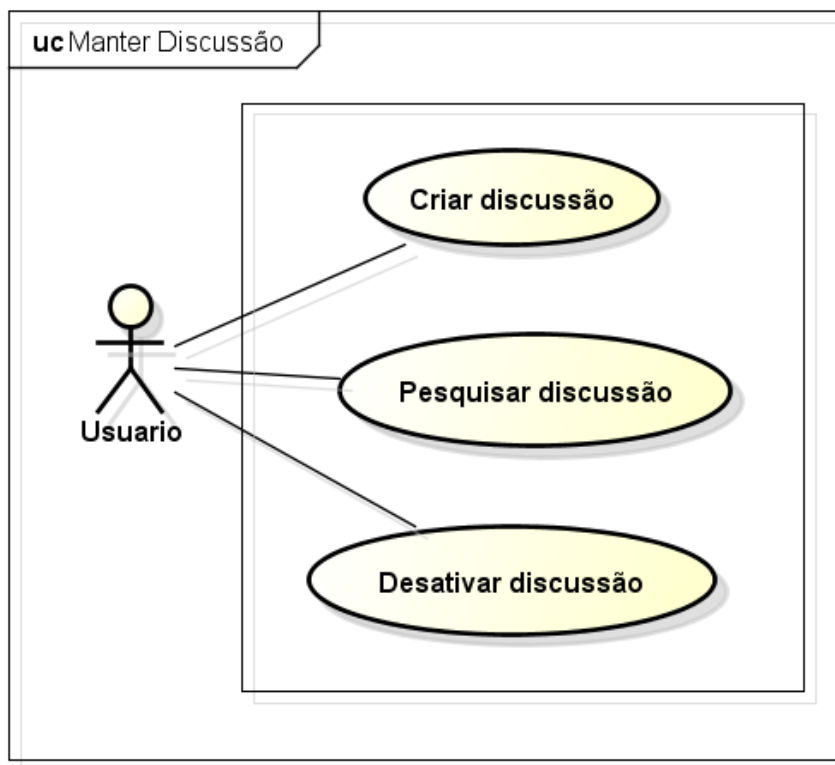 uc Manter Discussão
Criar discussão
Pesquisar discussão
Usuario
Desativar discussão